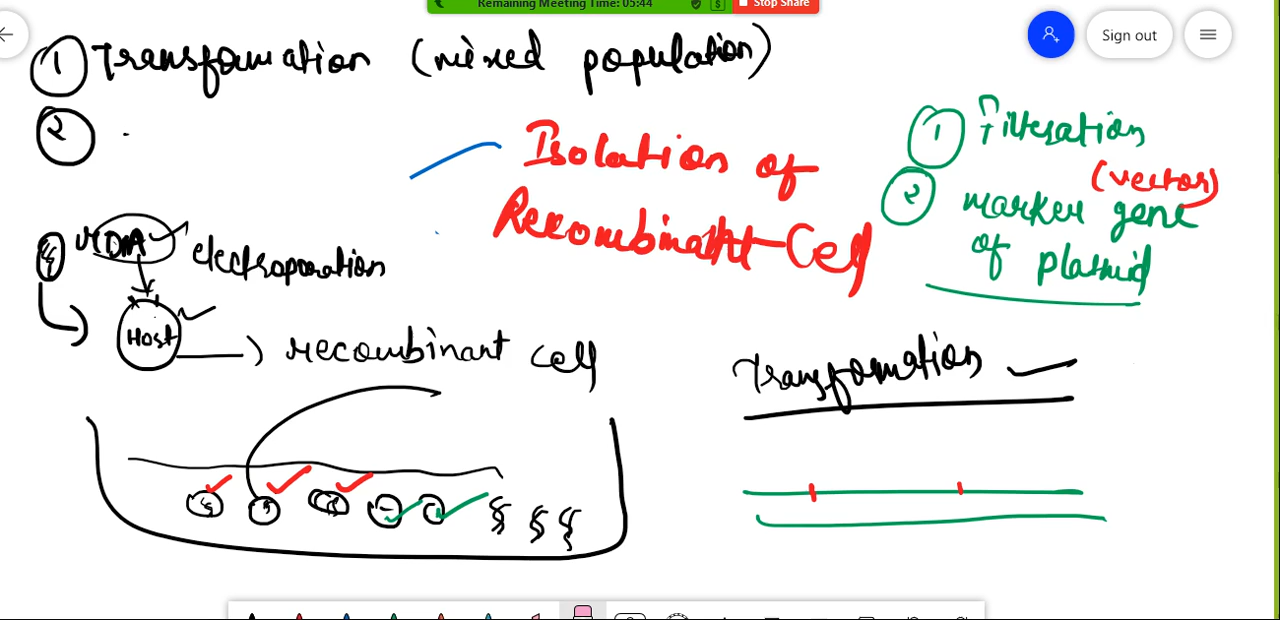 Remaining Meeting Time: 05:44
Stop Share
Sign out
① Transformation (mixed population)
②
Isolation of
Recombinant Cell
① Filteration
② marker gene
(vector)
of plasmid
rDNA
electroporation
Host
recombinant cell
Transformation